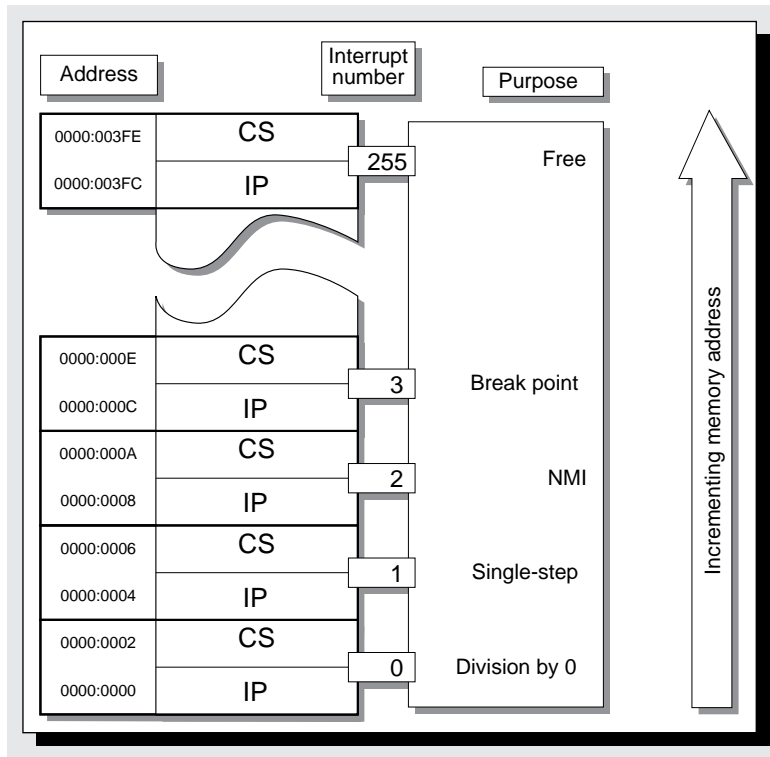 Address
Interrupt
number
Purpose
0000:003FE
CS
255
Free
0000:003FC
IP
0000:000E
CS
3
Break point
0000:000C
IP
0000:000A
CS
2
NMI
0000:0008
IP
0000:0006
CS
1
Single-step
0000:0004
IP
0000:0002
CS
0
Division by 0
0000:0000
IP
Incrementing memory address